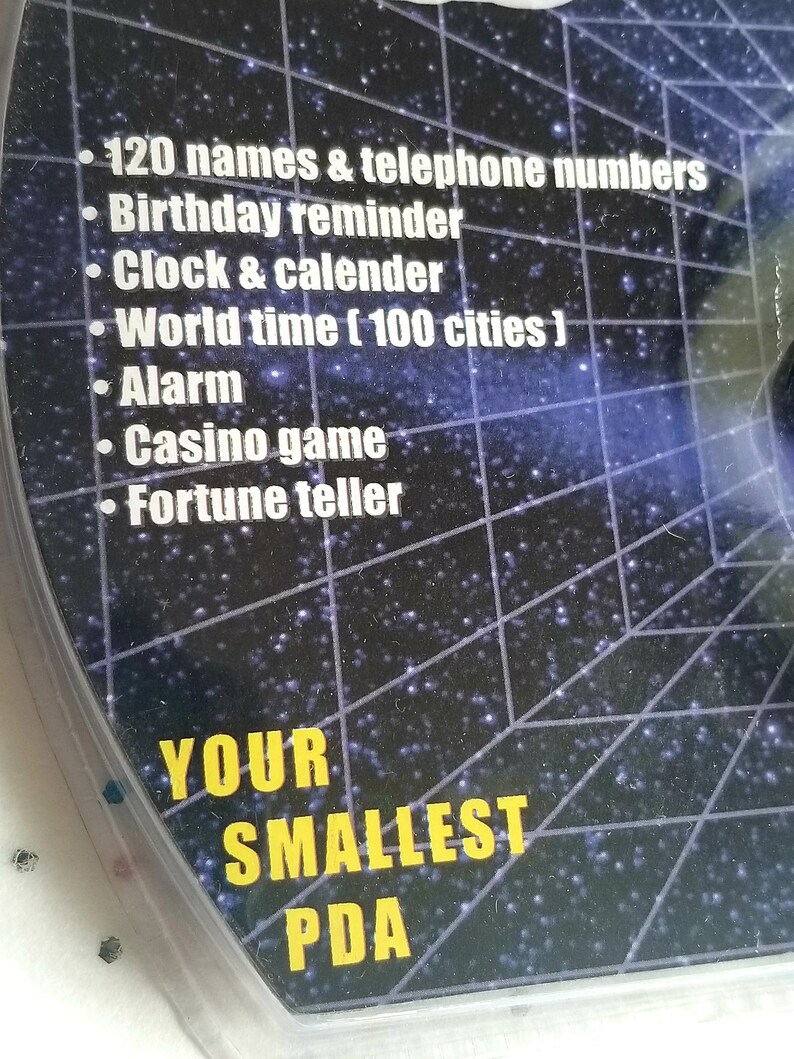 • 120 names & telephone numbers
• Birthday reminder
• Clock & calender
• World time ( 100 cities )
• Alarm
• Casino game
• Fortune teller
YOUR
SMALLEST
PDA